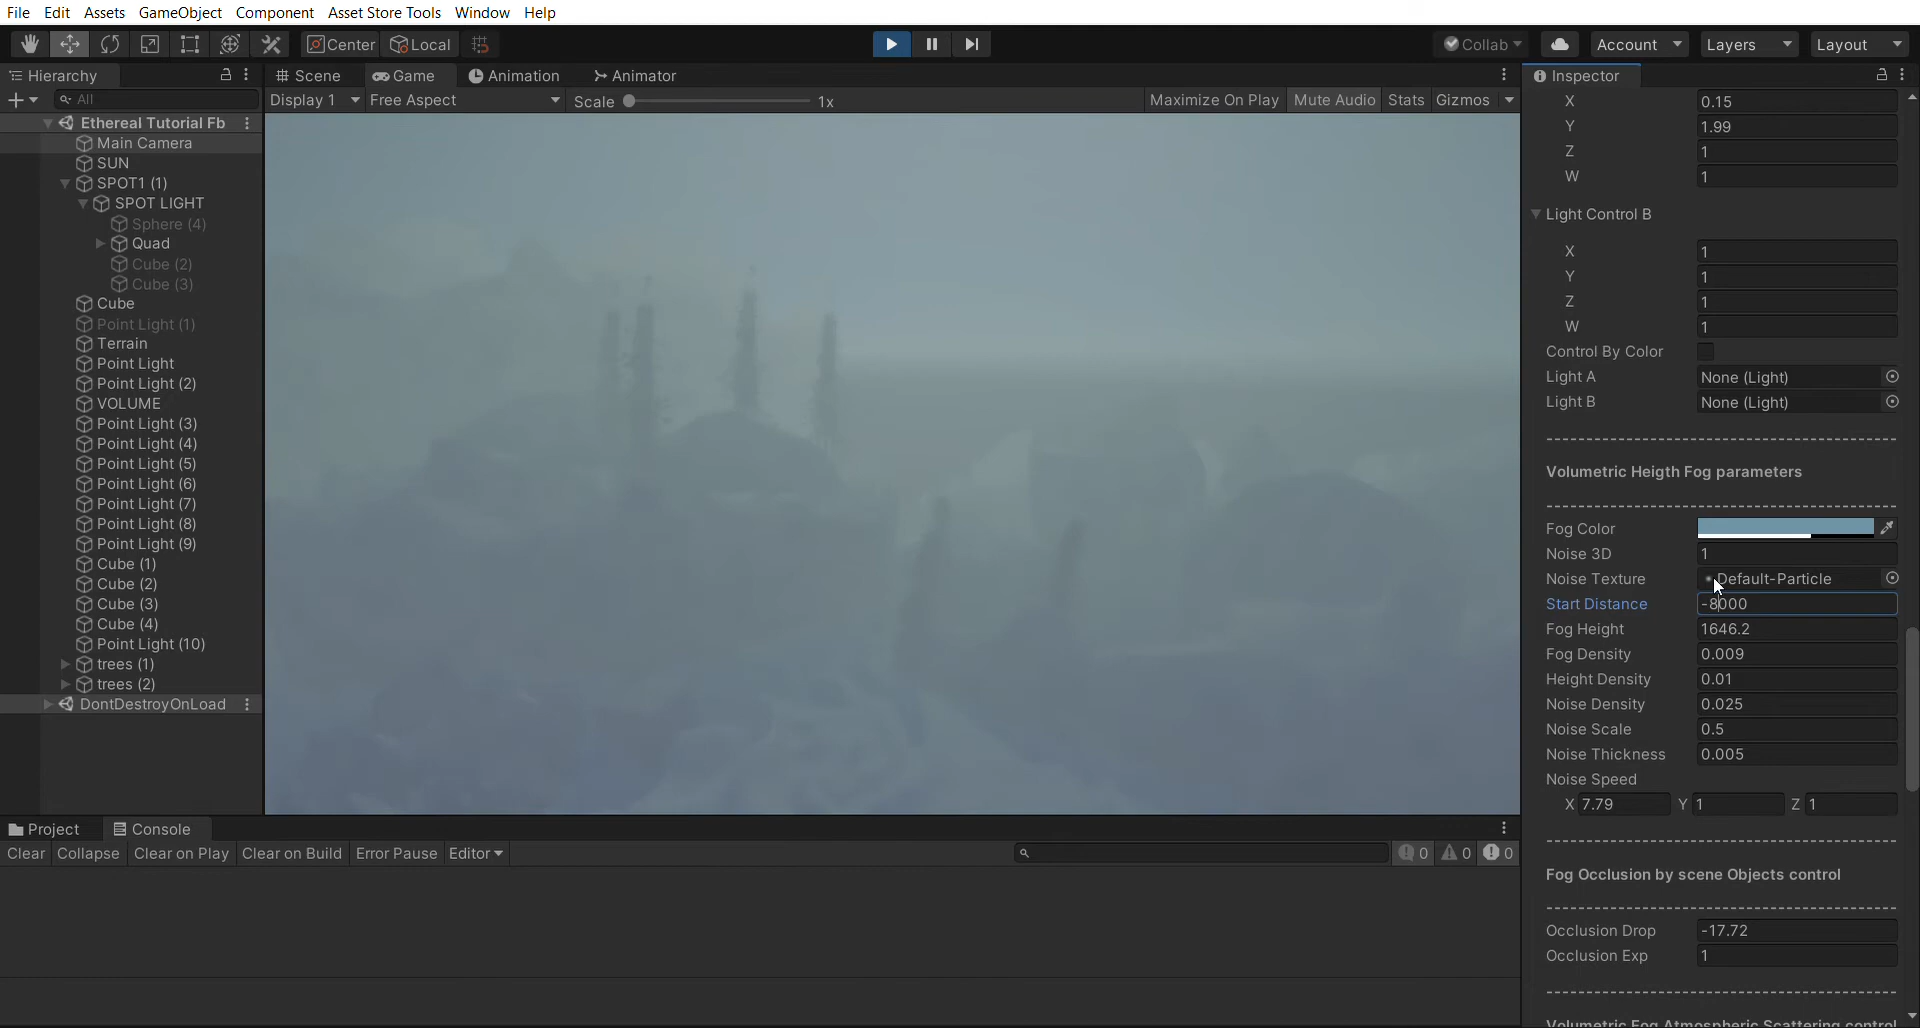 File Edit Assets GameObject Component Asset Store Tools Window Help
Center Local Collab Account Layers Layout
Hierarchy
All
Ethereal Tutorial Fb
Main Camera
SUN
SPOT1 (1)
SPOT LIGHT
Sphere (4)
Quad
Cube (2)
Cube (3)
Cube
Point Light (1)
Terrain
Point Light
Point Light (2)
VOLUME
Point Light (3)
Point Light (4)
Point Light (5)
Point Light (6)
Point Light (7)
Point Light (8)
Point Light (9)
Cube (1)
Cube (2)
Cube (3)
Cube (4)
Point Light (10)
trees (1)
trees (2)
DontDestroyOnLoad
Scene Game Animation Animator
Display 1 Free Aspect Scale 1x Maximize On Play Mute Audio Stats Gizmos
Project Console
Clear Collapse Clear on Play Clear on Build Error Pause Editor 0 0 0
Inspector
X 0.15
Y 1.99
Z 1
W 1
Light Control B
X 1
Y 1
Z 1
W 1
Control By Color
Light A None (Light)
Light B None (Light)
Volumetric Heigth Fog parameters
Fog Color
Noise 3D 1
Noise Texture Default-Particle
Start Distance -8000
Fog Height 1646.2
Fog Density 0.009
Height Density 0.01
Noise Density 0.025
Noise Scale 0.5
Noise Thickness 0.005
Noise Speed
X 7.79 Y 1 Z 1
Fog Occlusion by scene Objects control
Occlusion Drop -17.72
Occlusion Exp 1
Volumetric Fog Atmospheric Scattering control